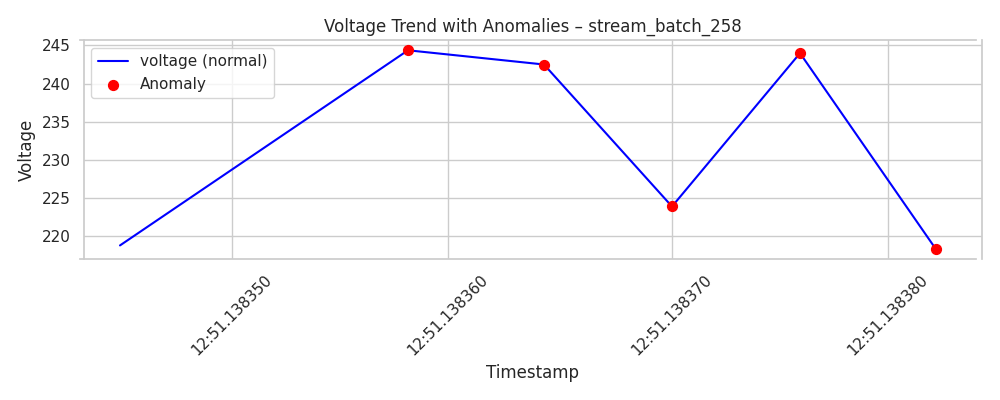 Voltage Trend with Anomalies – stream_batch_258
voltage (normal)
Anomaly
Voltage
245
240
235
230
225
220
12:51.138350
12:51.138360
12:51.138370
12:51.138380
Timestamp